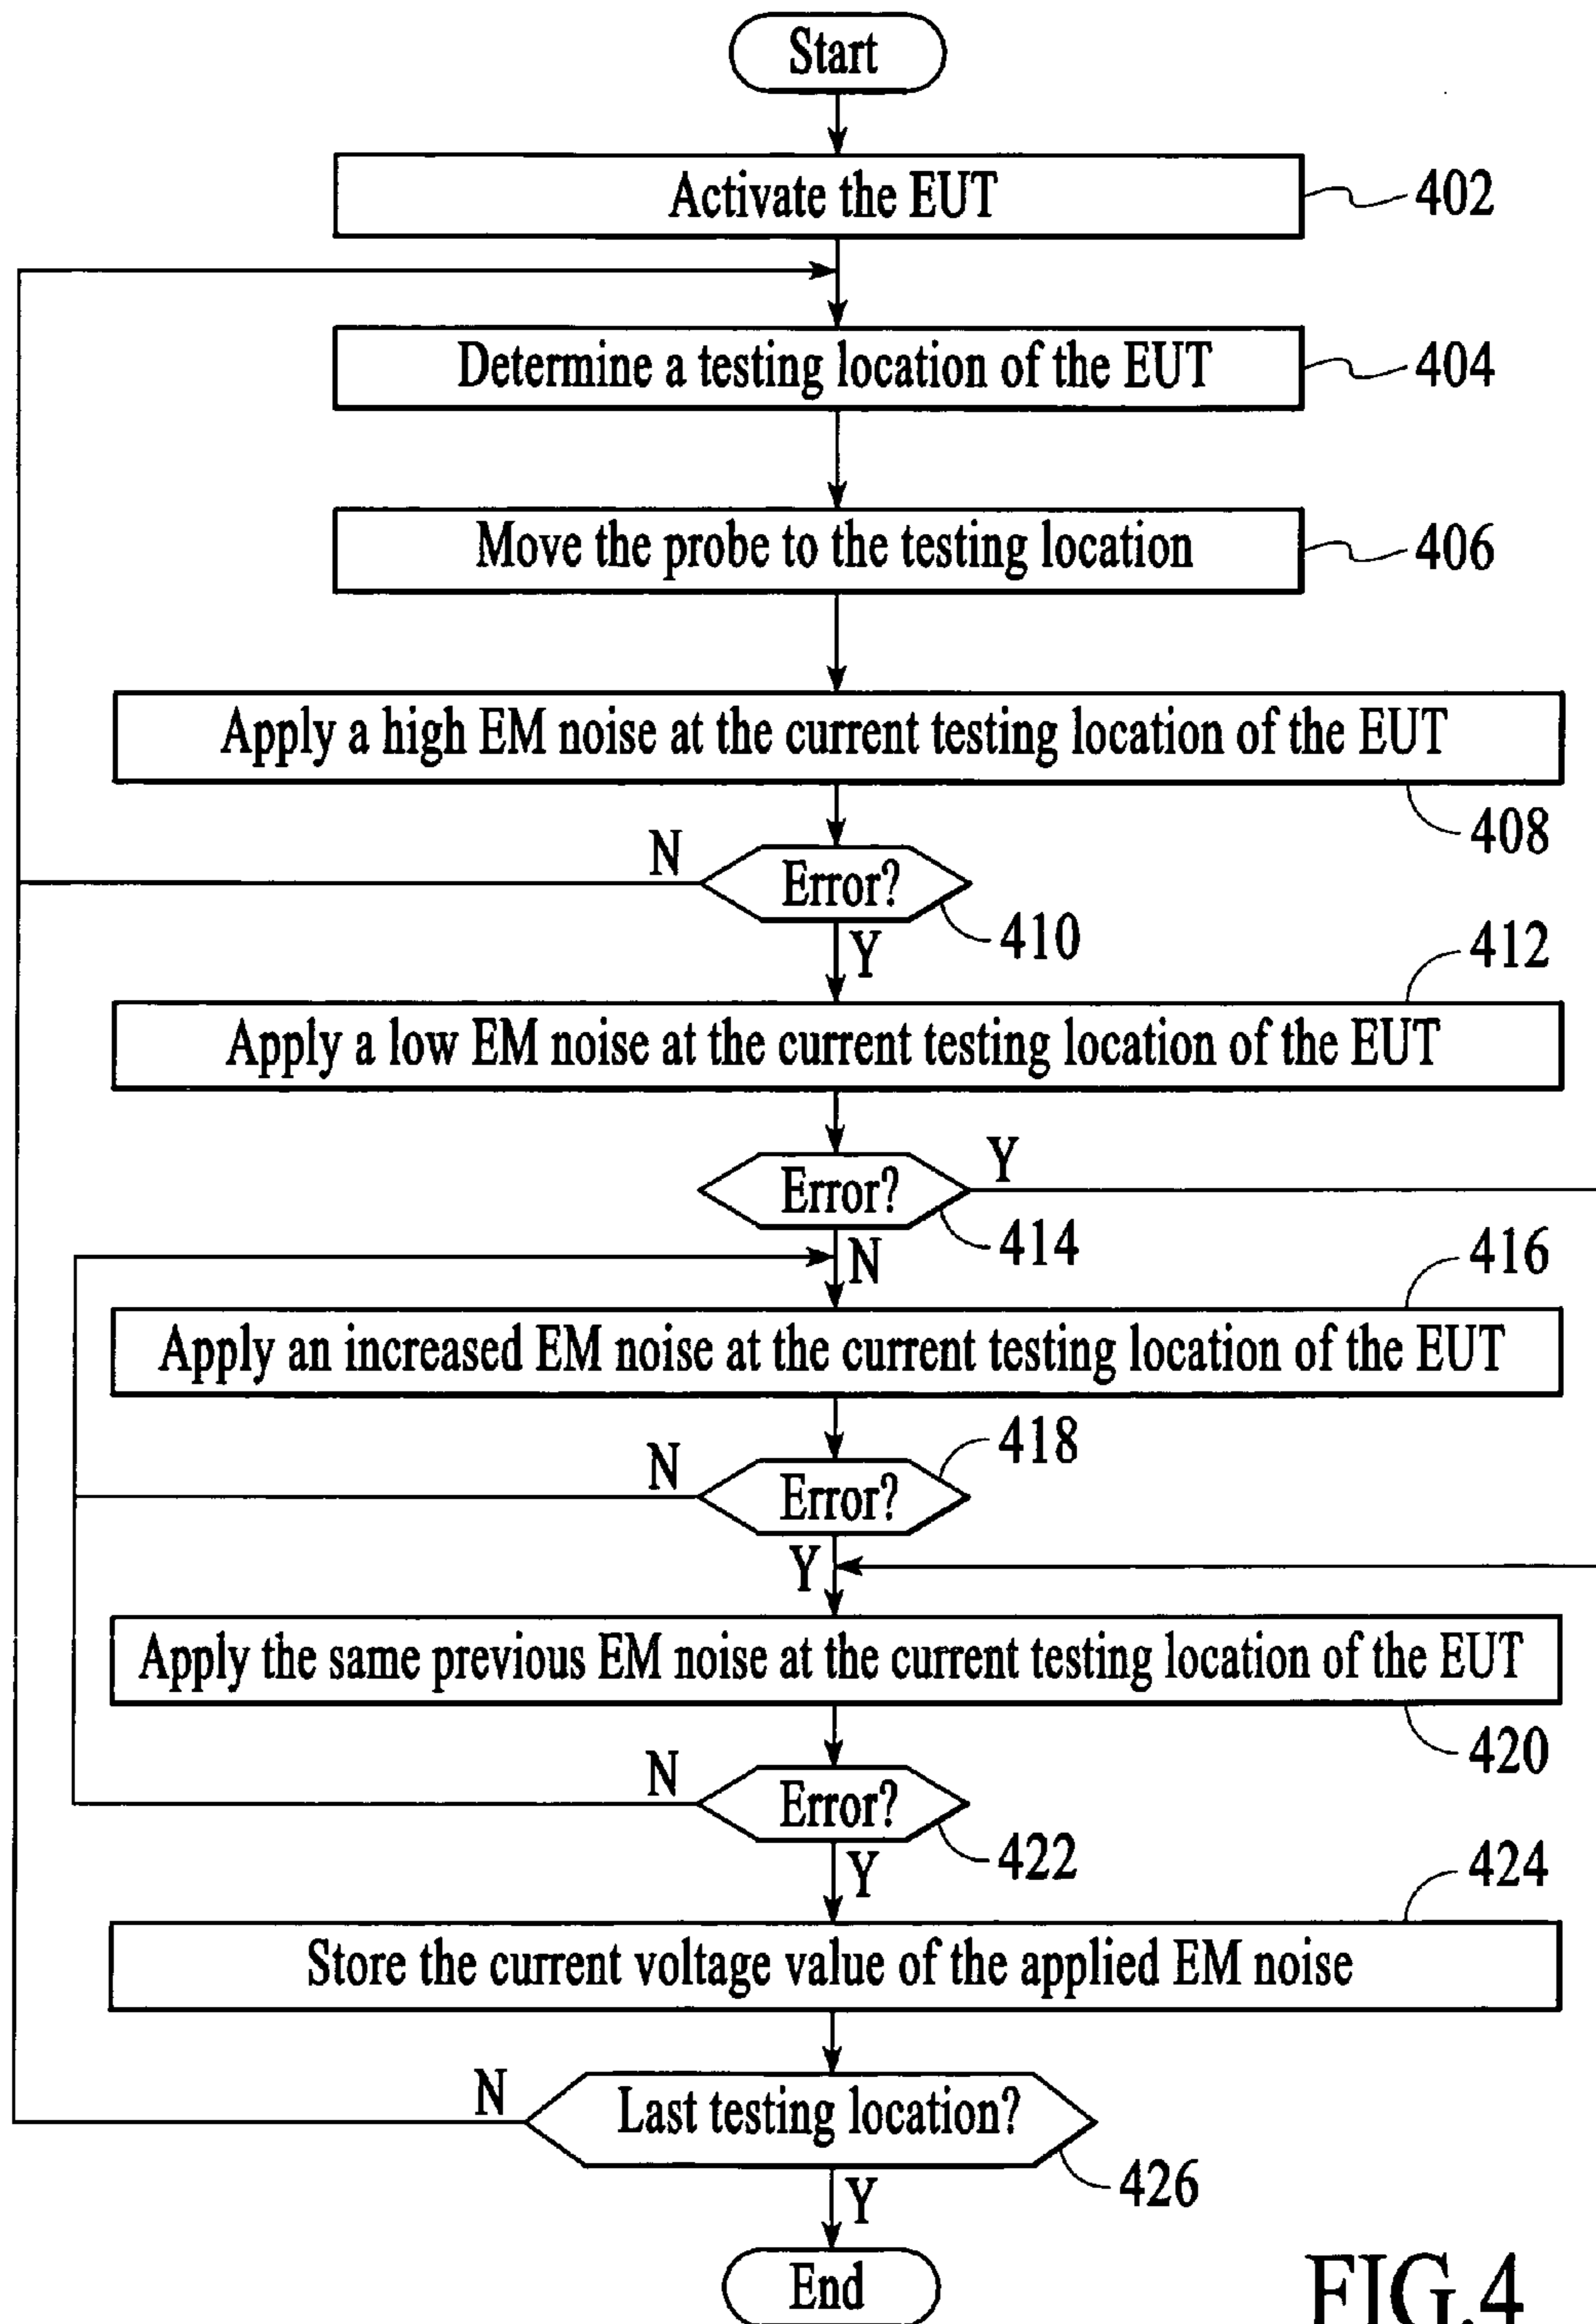 Start
Activate the EUT
402
Determine a testing location of the EUT
404
Move the probe to the testing location
406
Apply a high EM noise at the current testing location of the EUT
408
N
Error?
410
Y
412
Apply a low EM noise at the current testing location of the EUT
Y
Error?
414
N
416
Apply an increased EM noise at the current testing location of the EUT
418
N
Error?
Y
Apply the same previous EM noise at the current testing location of the EUT
420
N
Error?
422
Y
424
Store the current voltage value of the applied EM noise
N
Last testing location?
426
Y
End
FIG.4